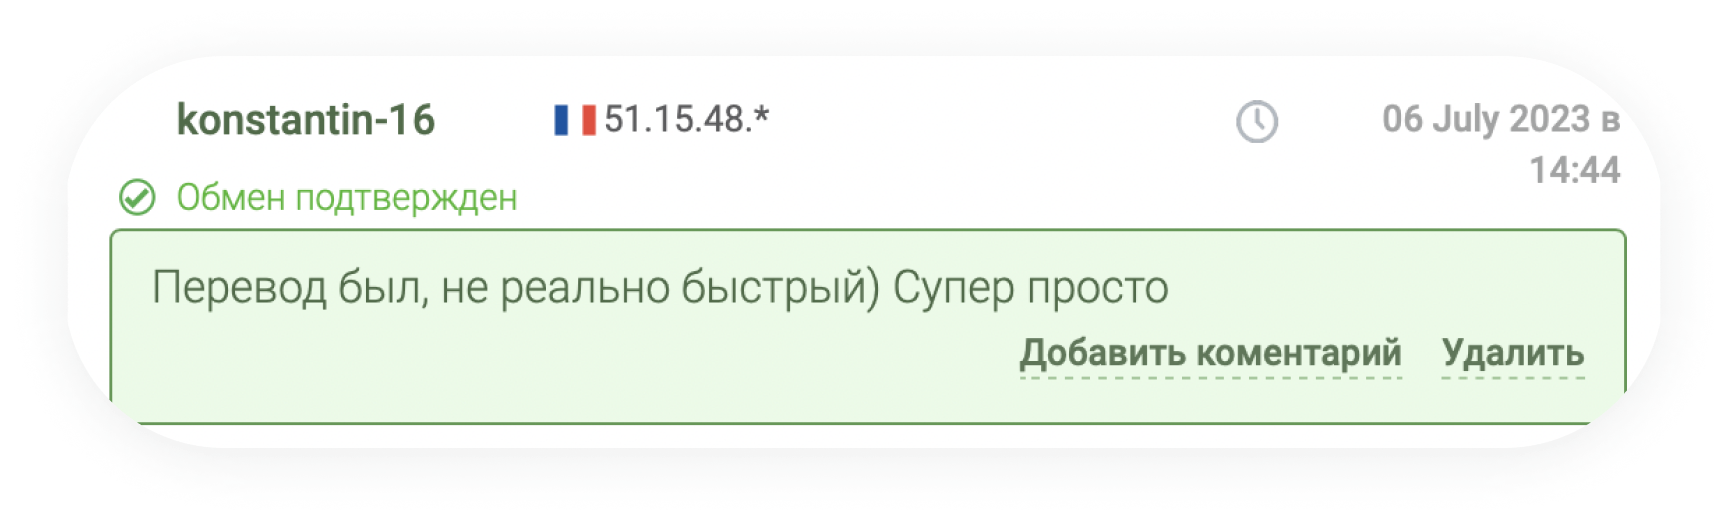 konstantin-16 51.15.48.* 06 July 2023 в
14:44
Обмен подтвержден
Перевод был, не реально быстрый) Супер просто
Добавить коментарий Удалить